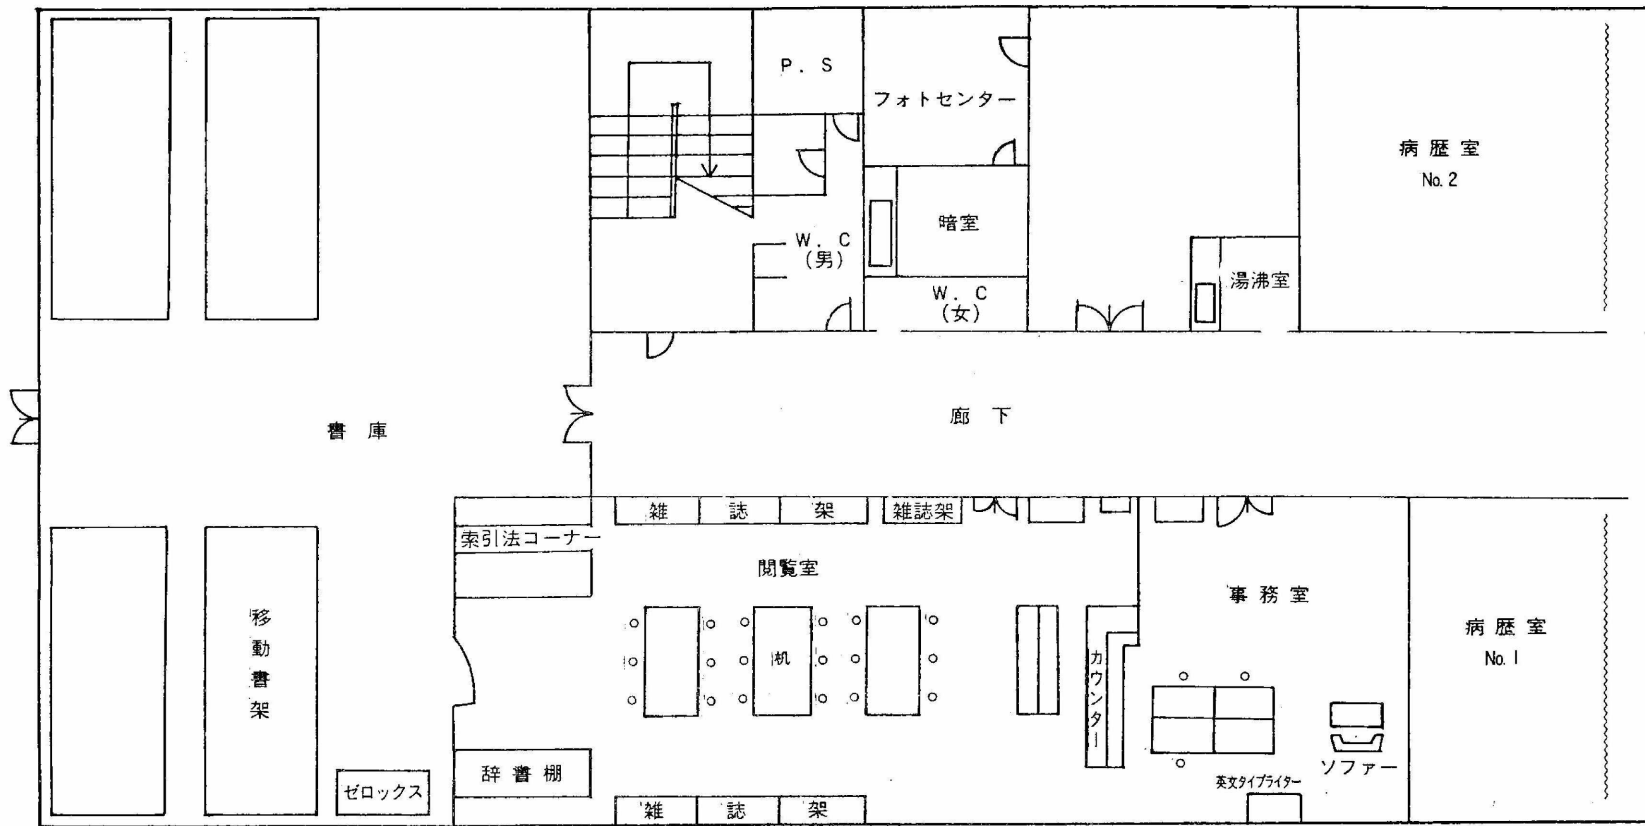 P.S
フォトセンター
病歴室
No.2
暗室
W.C
(男)
湯沸室
W.C
(女)
廊下
書庫
雑誌架
雑誌架
索引法コーナー
閲覧室
事務室
移動書架
机
カウンター
病歴室
No.1
辞書棚
ゼロックス
英文タイプライター
ソファー
雑誌架